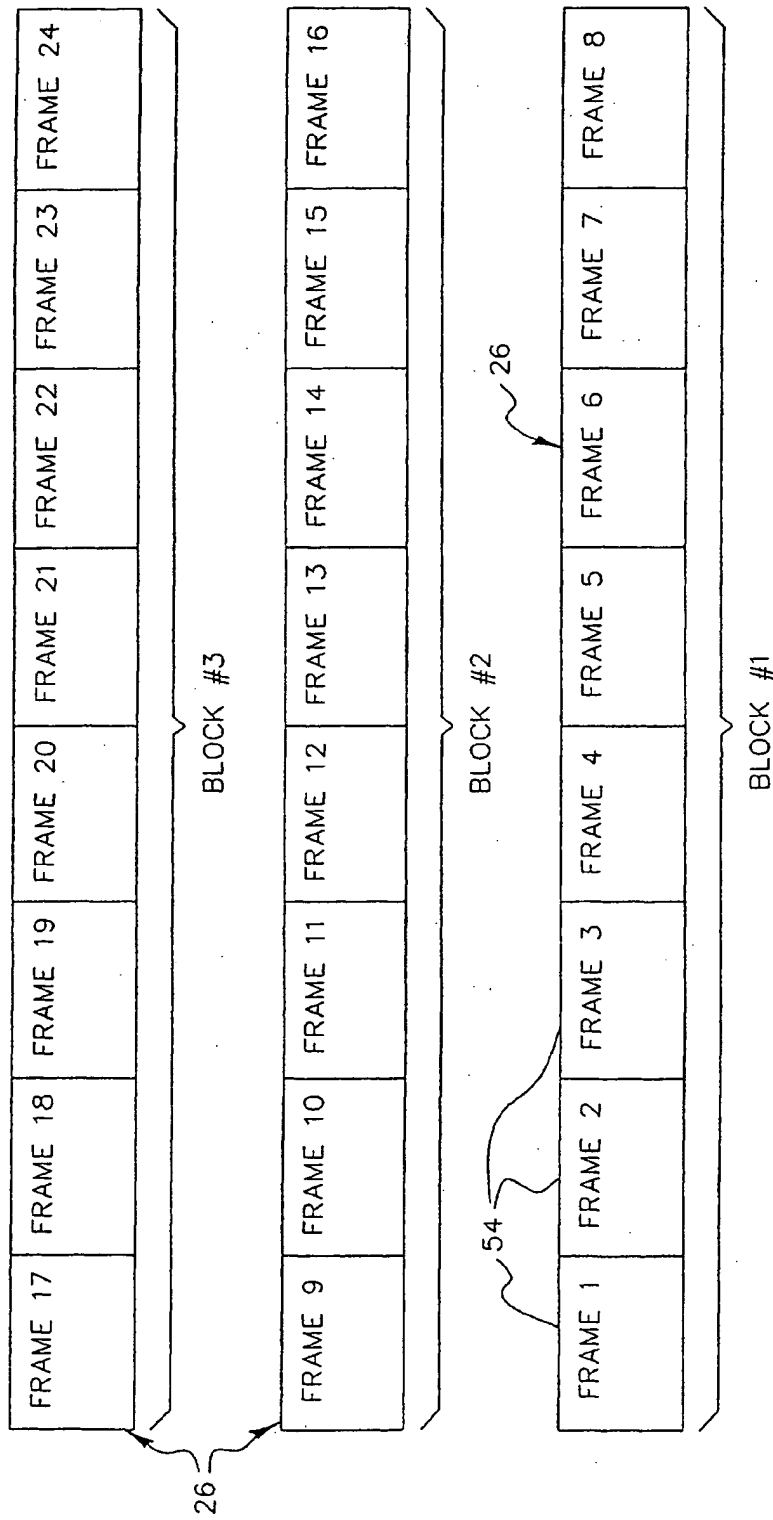 FRAME 17
FRAME 18
FRAME 19
FRAME 20
FRAME 21
FRAME 22
FRAME 23
FRAME 24
26
BLOCK #3
FRAME 9
FRAME 10
FRAME 11
FRAME 12
FRAME 13
FRAME 14
FRAME 15
FRAME 16
BLOCK #2
54
26
FRAME 1
FRAME 2
FRAME 3
FRAME 4
FRAME 5
FRAME 6
FRAME 7
FRAME 8
BLOCK #1